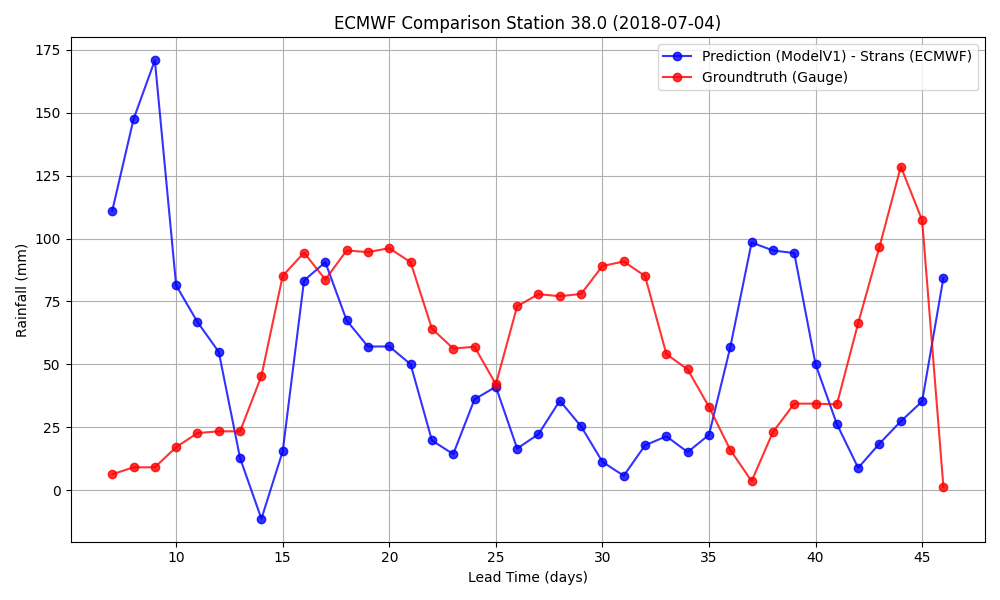 ECMWF Comparison Station 38.0 (2018-07-04)
Prediction (ModelV1) - Strans (ECMWF)
Groundtruth (Gauge)
Rainfall (mm)
175
150
125
100
75
50
25
0
10 15 20 25 30 35 40 45
Lead Time (days)